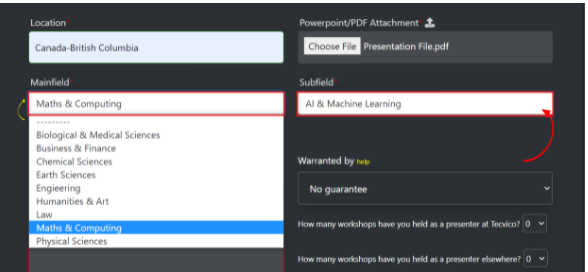 Location
Canada-British Columbia
Powerpoint/PDF Attachment
Choose File Presentation File.pdf
Mainfield
Maths & Computing
---------
Biological & Medical Sciences
Business & Finance
Chemical Sciences
Earth Sciences
Engieering
Humanities & Art
Law
Maths & Computing
Physical Sciences
Subfield
AI & Machine Learning
Warranted by help
No guarantee
How many workshops have you held as a presenter at Tecvico? 0
How many workshops have you held as a presenter elsewhere? 0